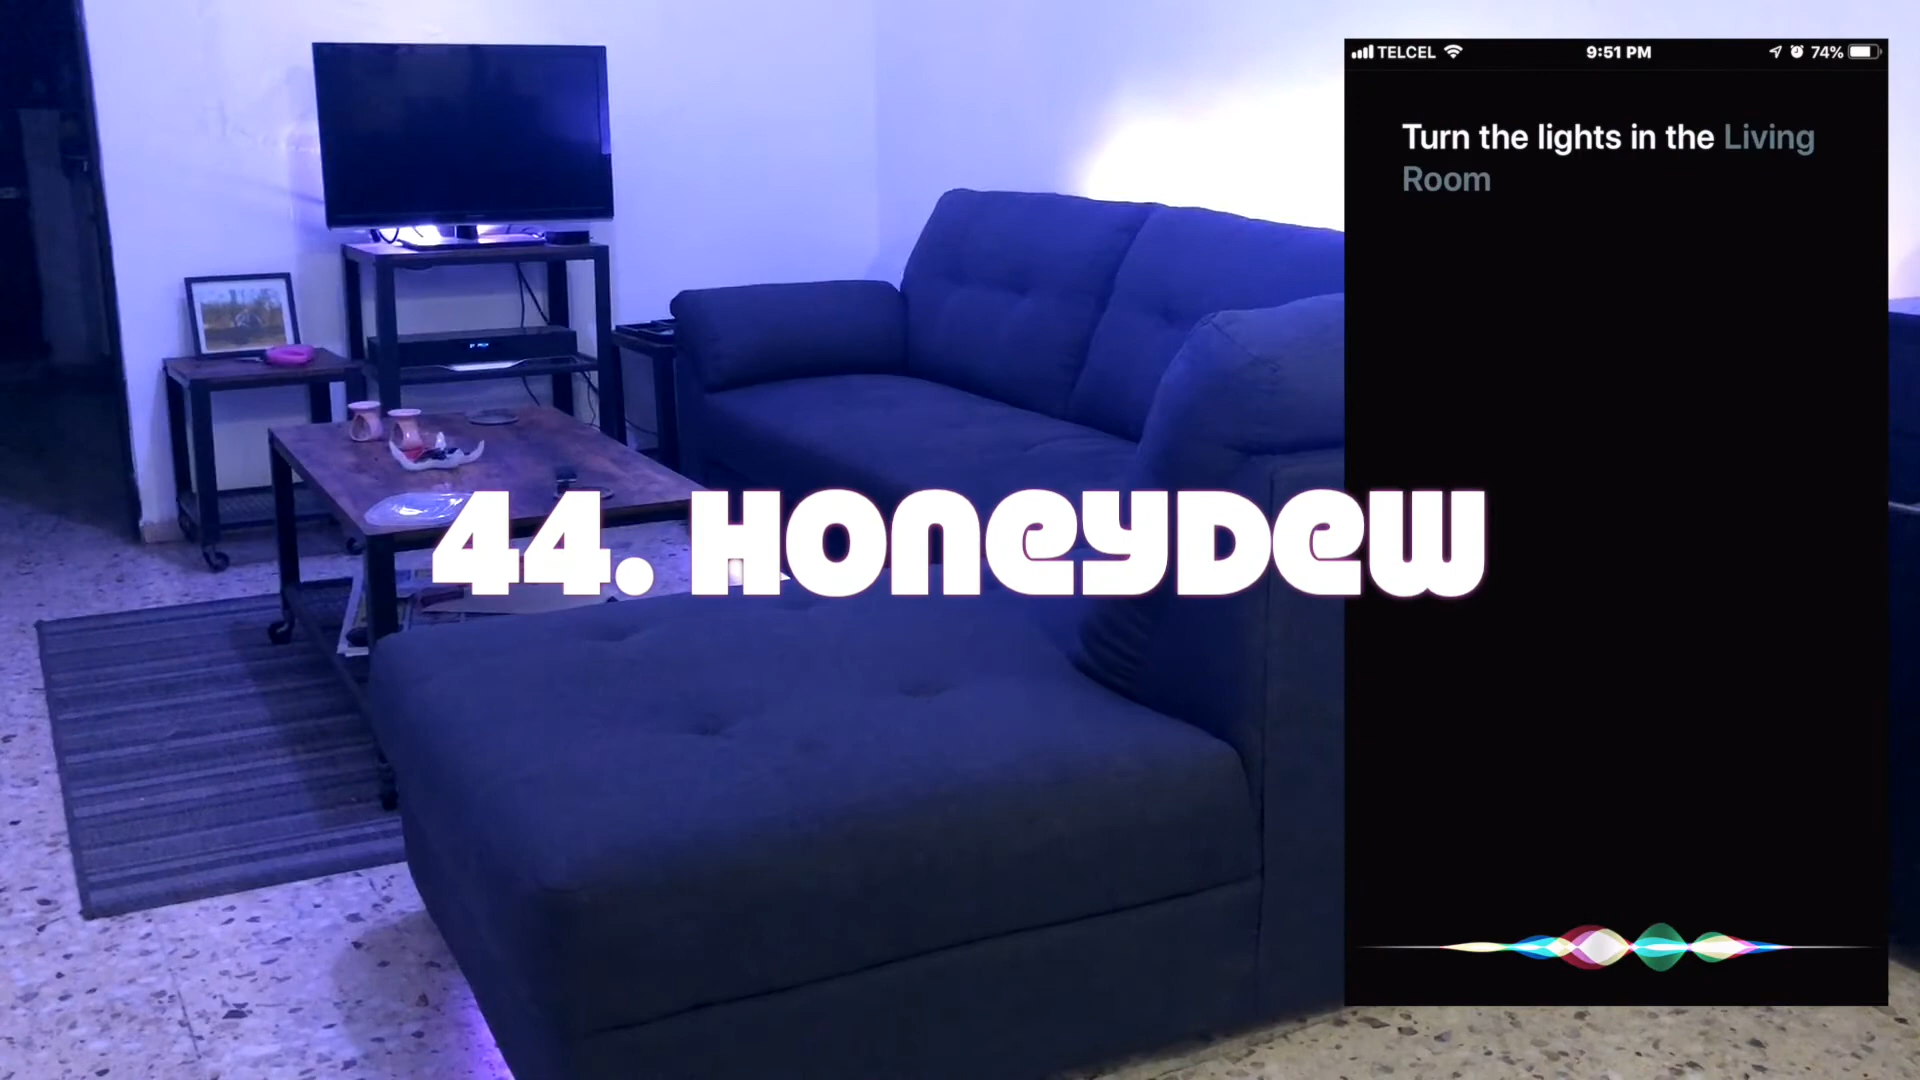 TELCEL 9:51 PM 74%
Turn the lights in the Living
Room
44. HONEYDEW